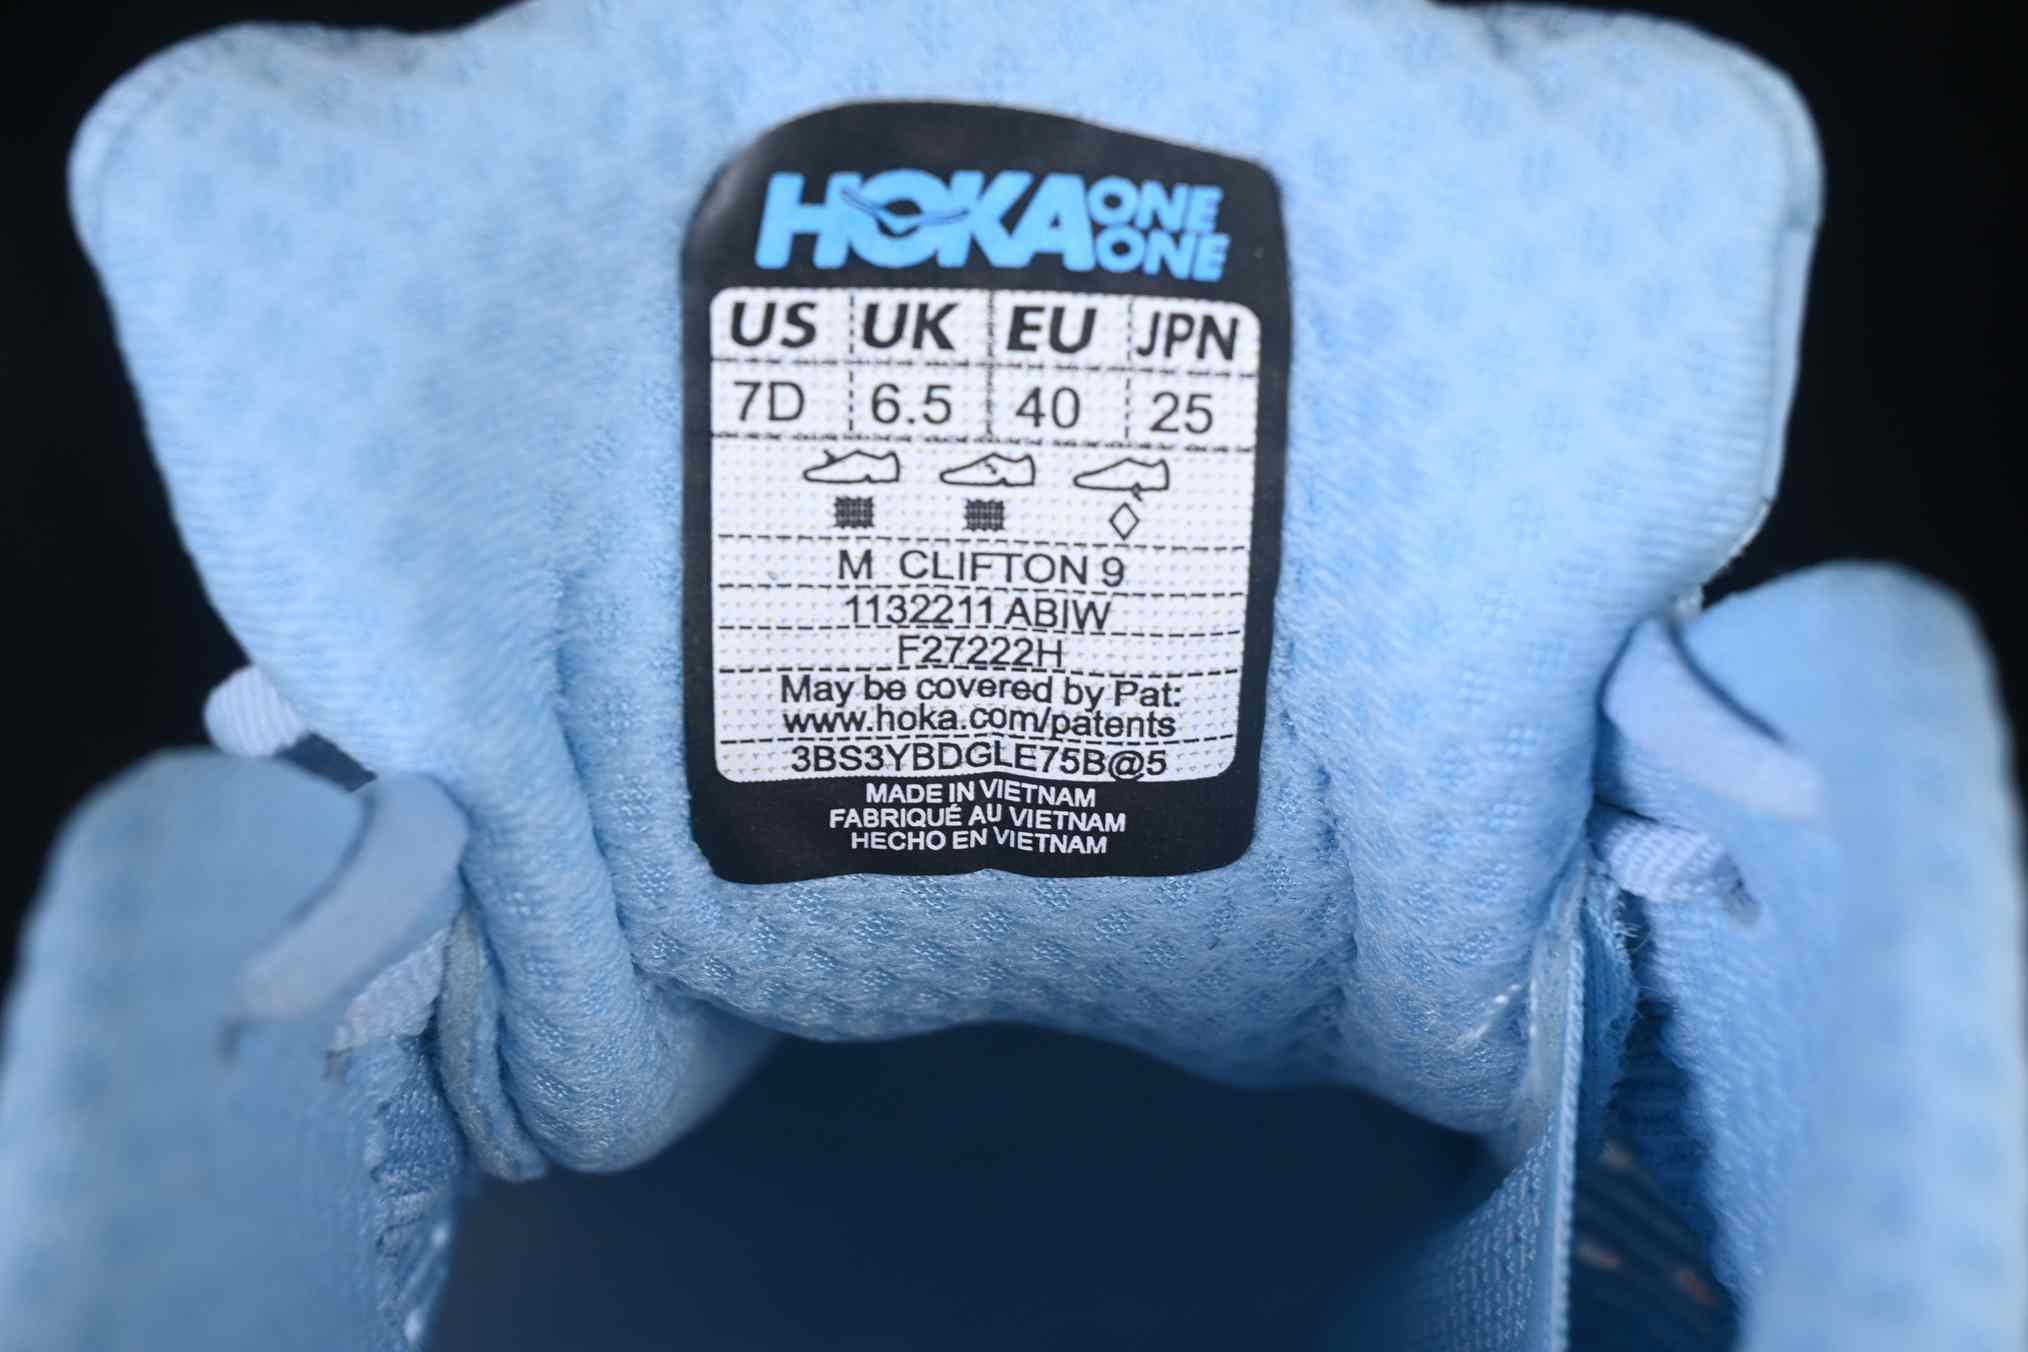 HOKA ONE ONE
US UK EU JPN
7D 6.5 40 25
M CLIFTON 9
1132211 ABIW
F27222H
May be covered by Pat:
www.hoka.com/patents
3BS3YBDGLE75B@5
MADE IN VIETNAM
FABRIQUÉ AU VIETNAM
HECHO EN VIETNAM